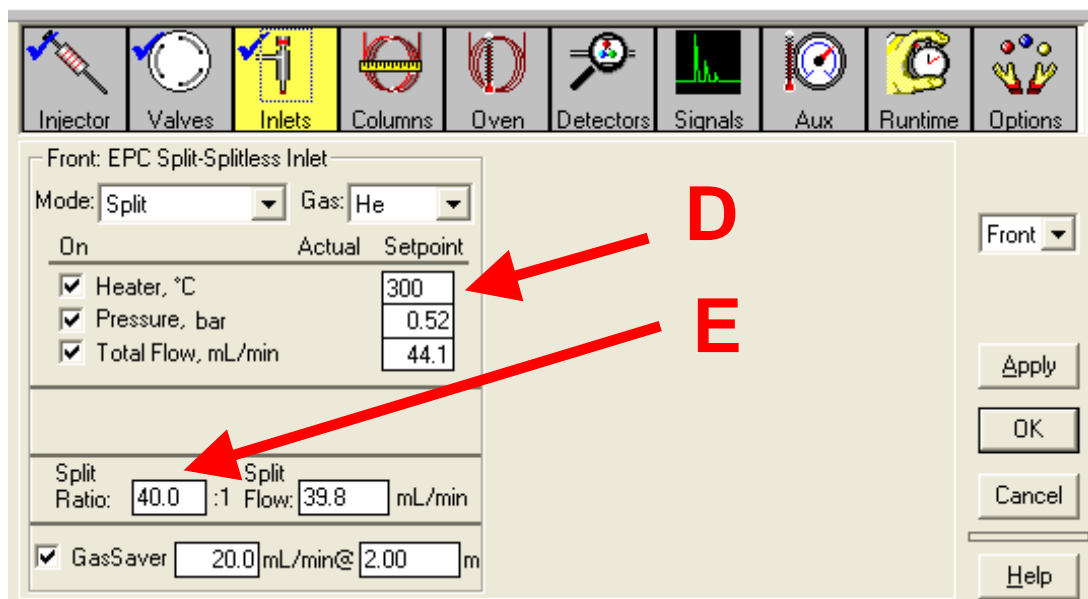 Injector Valves Inlets Columns Oven Detectors Signals Aux Runtime Options
Front: EPC Split-Splitless Inlet
Mode: Split Gas: He
On Actual Setpoint
Heater, °C 300
Pressure, bar 0.52
Total Flow, mL/min 44.1
D
E
Split Ratio: 40.0 :1 Split Flow: 39.8 mL/min
GasSaver 20.0 mL/min@ 2.00 m
Front
Apply
OK
Cancel
Help